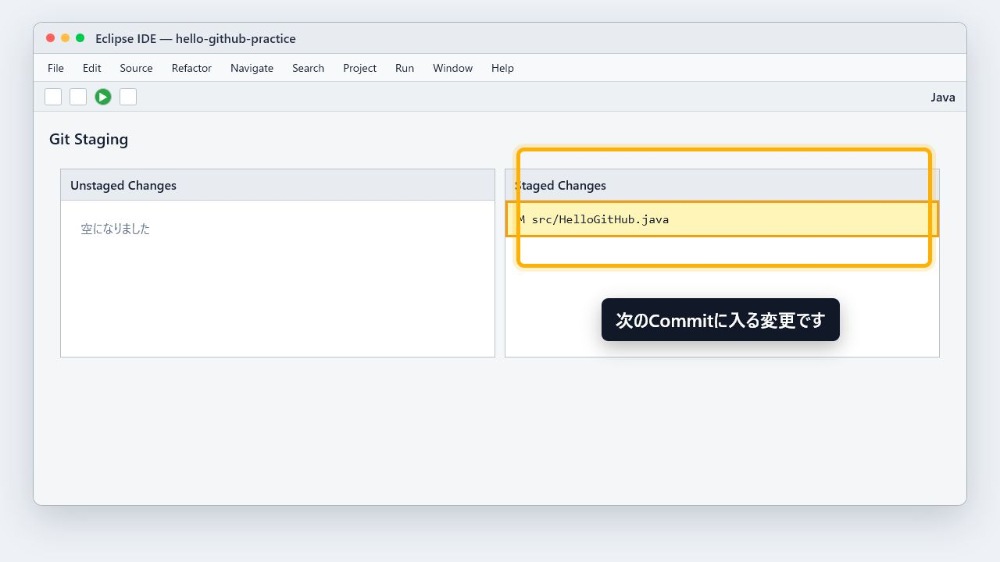 Eclipse IDE — hello-github-practice
File Edit Source Refactor Navigate Search Project Run Window Help
Java
Git Staging
Unstaged Changes
空になりました
Staged Changes
M src/HelloGitHub.java
次のCommitに入る変更です